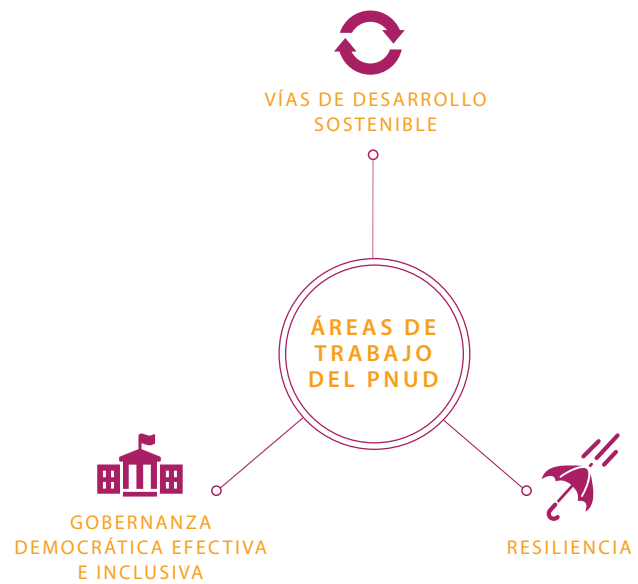 VÍAS DE DESARROLLO
SOSTENIBLE
ÁREAS DE
TRABAJO
DEL PNUD
GOBERNANZA
DEMOCRÁTICA EFECTIVA
E INCLUSIVA
RESILIENCIA